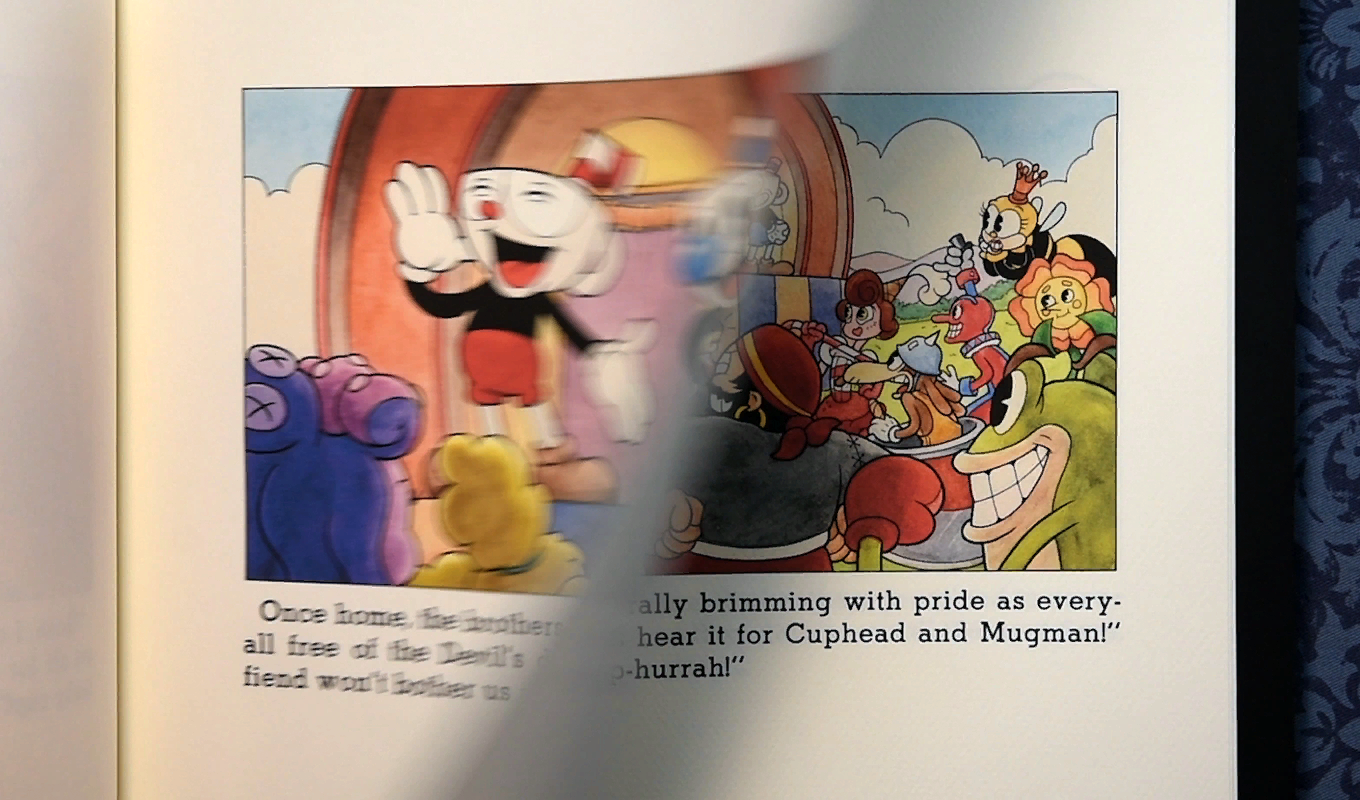 Once home, the brothers ally brimming with pride as every-
all free of the Devil's hear it for Cuphead and Mugman!"
fiend won't bother us p-hurrah!"